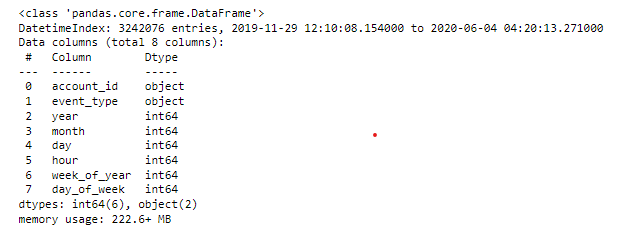 <class 'pandas.core.frame.DataFrame'>
DatetimeIndex: 3242076 entries, 2019-11-29 12:10:08.154000 to 2020-06-04 04:20:13.271000
Data columns (total 8 columns):
 #   Column        Dtype
---  ------        -----
 0   account_id    object
 1   event_type    object
 2   year          int64
 3   month         int64
 4   day           int64
 5   hour          int64
 6   week_of_year  int64
 7   day_of_week   int64
dtypes: int64(6), object(2)
memory usage: 222.6+ MB